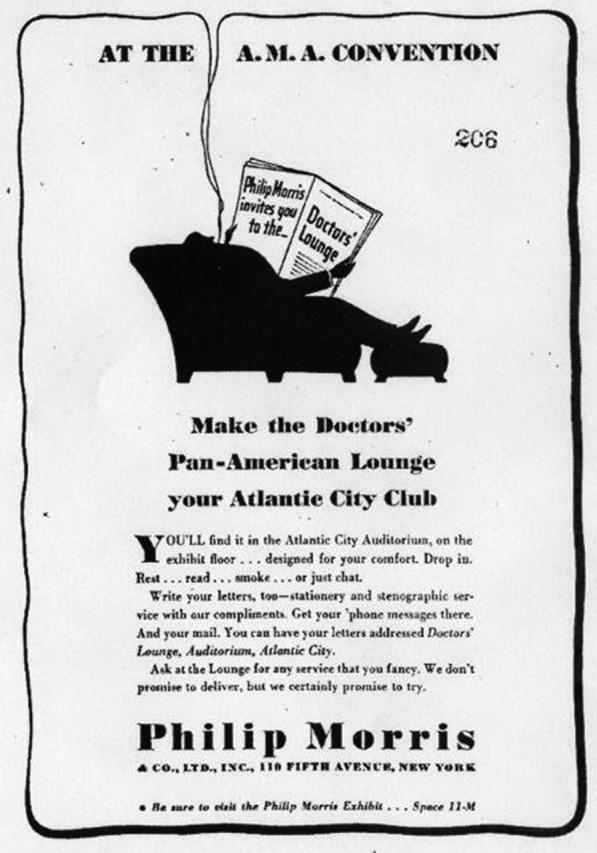 AT THE A.M.A. CONVENTION
206
Philip Morris
invites you
to the...
Doctors'
Lounge
Make the Doctors'
Pan-American Lounge
your Atlantic City Club
YOU'LL find it in the Atlantic City Auditorium, on the
exhibit floor . . . designed for your comfort. Drop in.
Rest . . . read . . . smoke . . . or just chat.
Write your letters, too—stationery and stenographic ser-
vice with our compliments. Get your 'phone messages there.
And your mail. You can have your letters addressed Doctors'
Lounge, Auditorium, Atlantic City.
Ask at the Lounge for any service that you fancy. We don't
promise to deliver, but we certainly promise to try.
Philip Morris
& CO., LTD., INC., 119 FIFTH AVENUE, NEW YORK
• Be sure to visit the Philip Morris Exhibit . . . Space 11-M